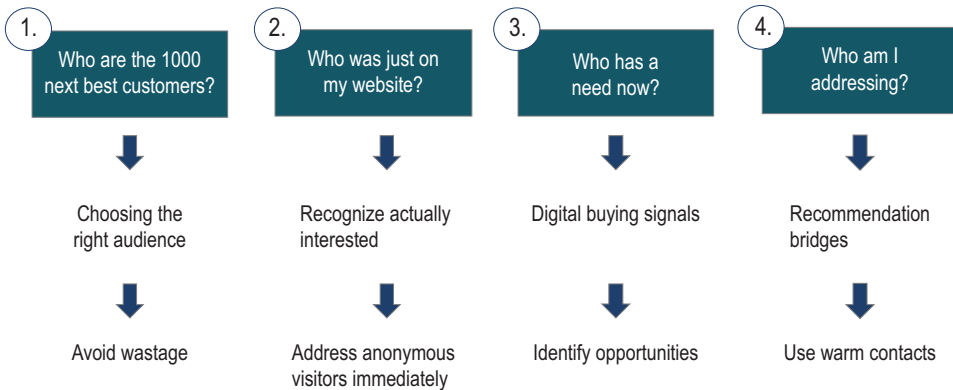 1.
Who are the 1000
next best customers?
Choosing the
right audience
Avoid wastage
2.
Who was just on
my website?
Recognize actually
interested
Address anonymous
visitors immediately
3.
Who has a
need now?
Digital buying signals
Identify opportunities
4.
Who am I
addressing?
Recommendation
bridges
Use warm contacts